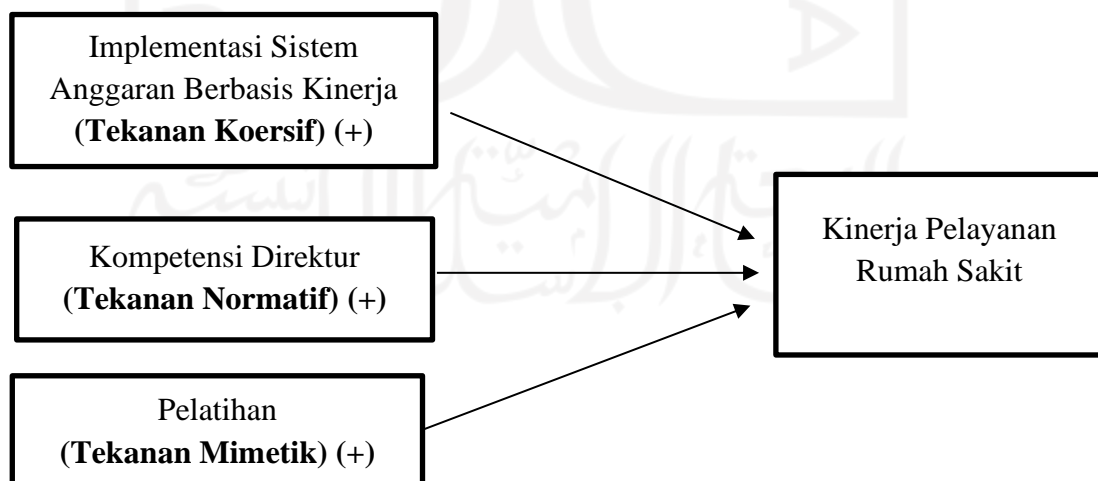 Implementasi Sistem
Anggaran Berbasis Kinerja
(Tekanan Koersif) (+)
Kompetensi Direktur
(Tekanan Normatif) (+)
Pelatihan
(Tekanan Mimetik) (+)
Kinerja Pelayanan
Rumah Sakit